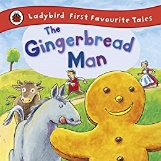 Ladybird First Favourite Tales
The
Gingerbread
Man